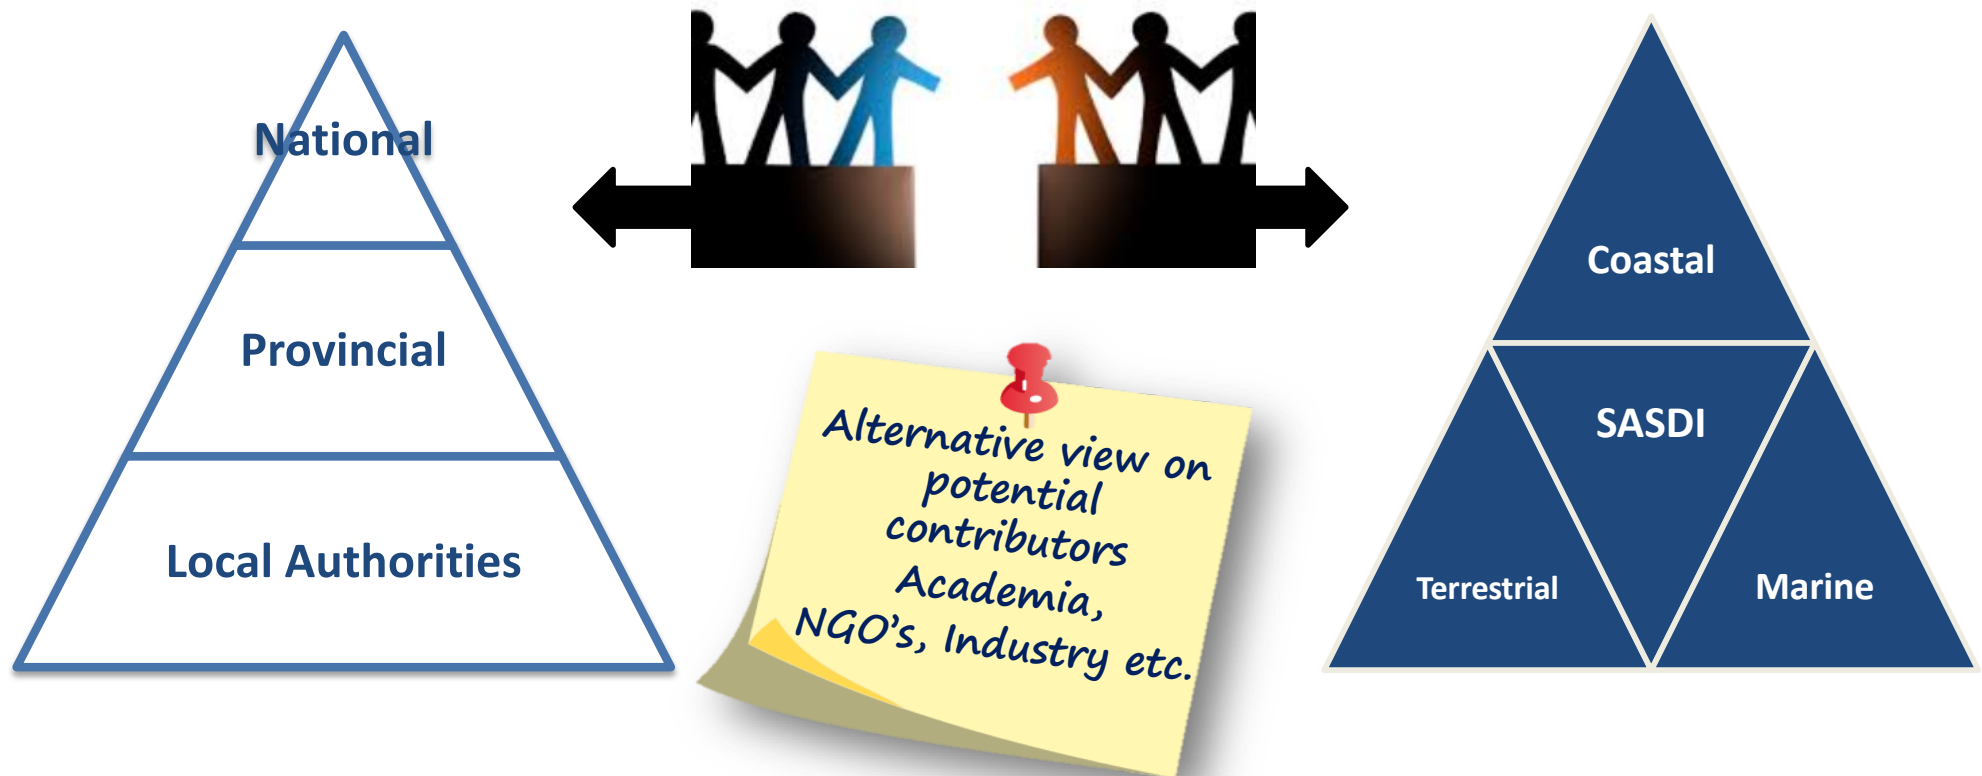 National
Provincial
Local Authorities
Alternative view on
potential
contributors
Academia,
NGO's, Industry etc.
Coastal
SASDI
Terrestrial
Marine